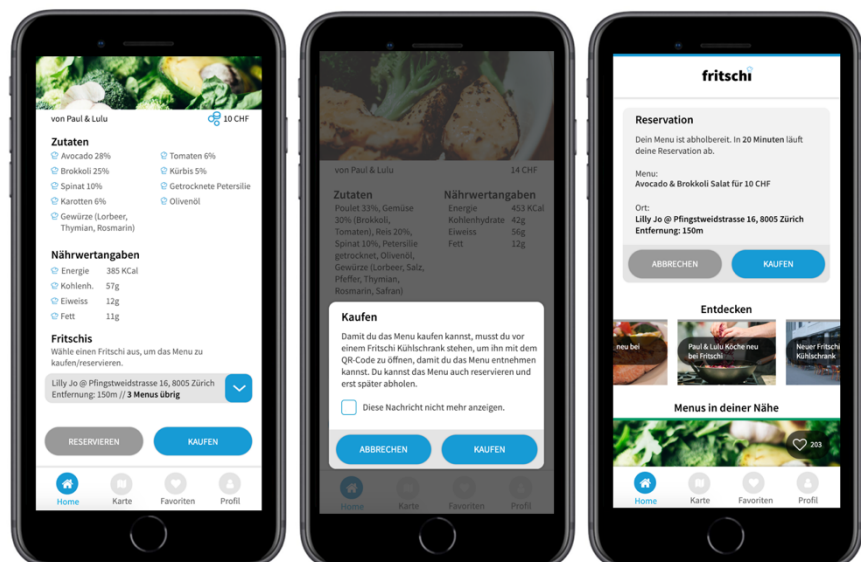 von Paul & Lulu
10 CHF
Zutaten
Avocado 28%
Tomaten 6%
Brokkoli 25%
Kürbis 5%
Spinat 10%
Getrocknete Petersilie
Karotten 6%
Olivenöl
Gewürze (Lorbeer,
Thymian, Rosmarin)
Nährwertangaben
Energie 385 KCal
Kohlenh. 57g
Eiweiss 12g
Fett 11g
Fritschis
Wähle einen Fritschi aus, um das Menu zu
kaufen/reservieren.
Lilly Jo @ Pfingstweidstrasse 16, 8005 Zürich
Entfernung: 150m // 3 Menus übrig
RESERVIEREN
KAUFEN
Home
Karte
Favoriten
Profil
von Paul & Lulu
14 CHF
Zutaten
Poulet 33%, Gemüse
30% (Brokkoli,
Tomaten), Reis 20%,
Spinat 10%, Petersilie
getrocknet, Olivenöl,
Gewürze (Lorbeer, Salz,
Pfeffer, Thymian,
Rosmarin, Safran)
Nährwertangaben
Energie 453 KCal
Kohlenhydrate 42g
Eiweiss 56g
Fett 12g
Kaufen
Damit du das Menu kaufen kannst, musst du vor
einem Fritschi Kühlschrank stehen, um ihn mit dem
QR-Code zu öffnen, damit du das Menu entnehmen
kannst. Du kannst das Menu auch reservieren und
erst später abholen.
Diese Nachricht nicht mehr anzeigen.
ABBRECHEN
KAUFEN
Home
Karte
Favoriten
Profil
fritschi
Reservation
Dein Menu ist abholbereit. In 20 Minuten läuft
deine Reservation ab.
Menu:
Avocado & Brokkoli Salat für 10 CHF
Ort:
Lilly Jo @ Pfingstweidstrasse 16, 8005 Zürich
Entfernung: 150m
ABBRECHEN
KAUFEN
Entdecken
neu bei
Paul & Lulu Köche neu
bei Fritschi
Neuer Fritschi
Kühlschrank
Menus in deiner Nähe
203
Home
Karte
Favoriten
Profil